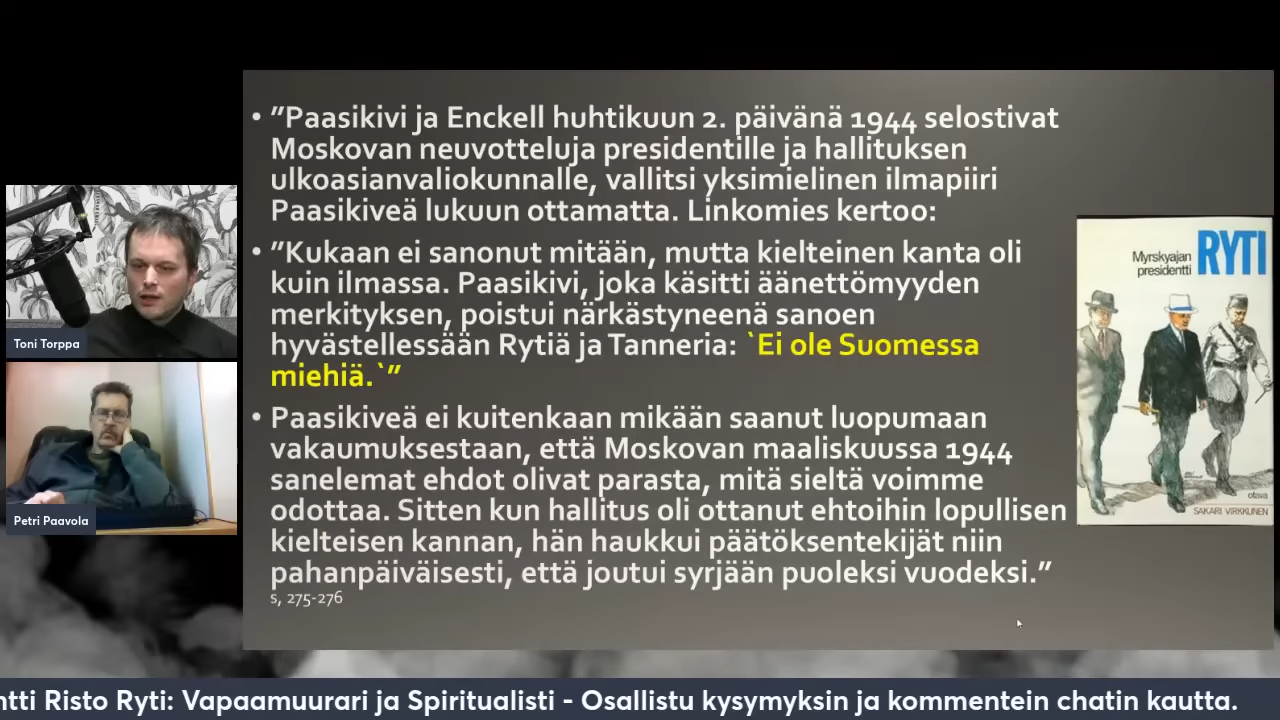 • ”Paasikivi ja Enckell huhtikuun 2. päivänä 1944 selostivat
Moskovan neuvotteluja presidentille ja hallituksen
ulkoasianvaliokunnalle, vallitsi yksimielinen ilmapiiri
Paasikiveä lukuun ottamatta. Linkomies kertoo:
• ”Kukaan ei sanonut mitään, mutta kielteinen kanta oli
kuin ilmassa. Paasikivi, joka käsitti äänettömyyden
merkityksen, poistui närkästyneenä sanoen
hyvästellessään Rytiä ja Tanneria: `Ei ole Suomessa
miehiä.`”
• Paasikiveä ei kuitenkaan mikään saanut luopumaan
vakaumuksestaan, että Moskovan maaliskuussa 1944
sanelemat ehdot olivat parasta, mitä sieltä voimme
odottaa. Sitten kun hallitus oli ottanut ehtoihin lopullisen
kielteisen kannan, hän haukkui päätöksentekijät niin
pahanpäiväisesti, että joutui syrjään puoleksi vuodeksi.”
s, 275-276
Myrskyajan
presidentti
RYTI
otava
SAKARI VIRKKUNEN
Toni Torppa
Petri Paavola
ntti Risto Ryti: Vapaamuurari ja Spiritualisti - Osallistu kysymyksin ja kommentein chatin kautta.